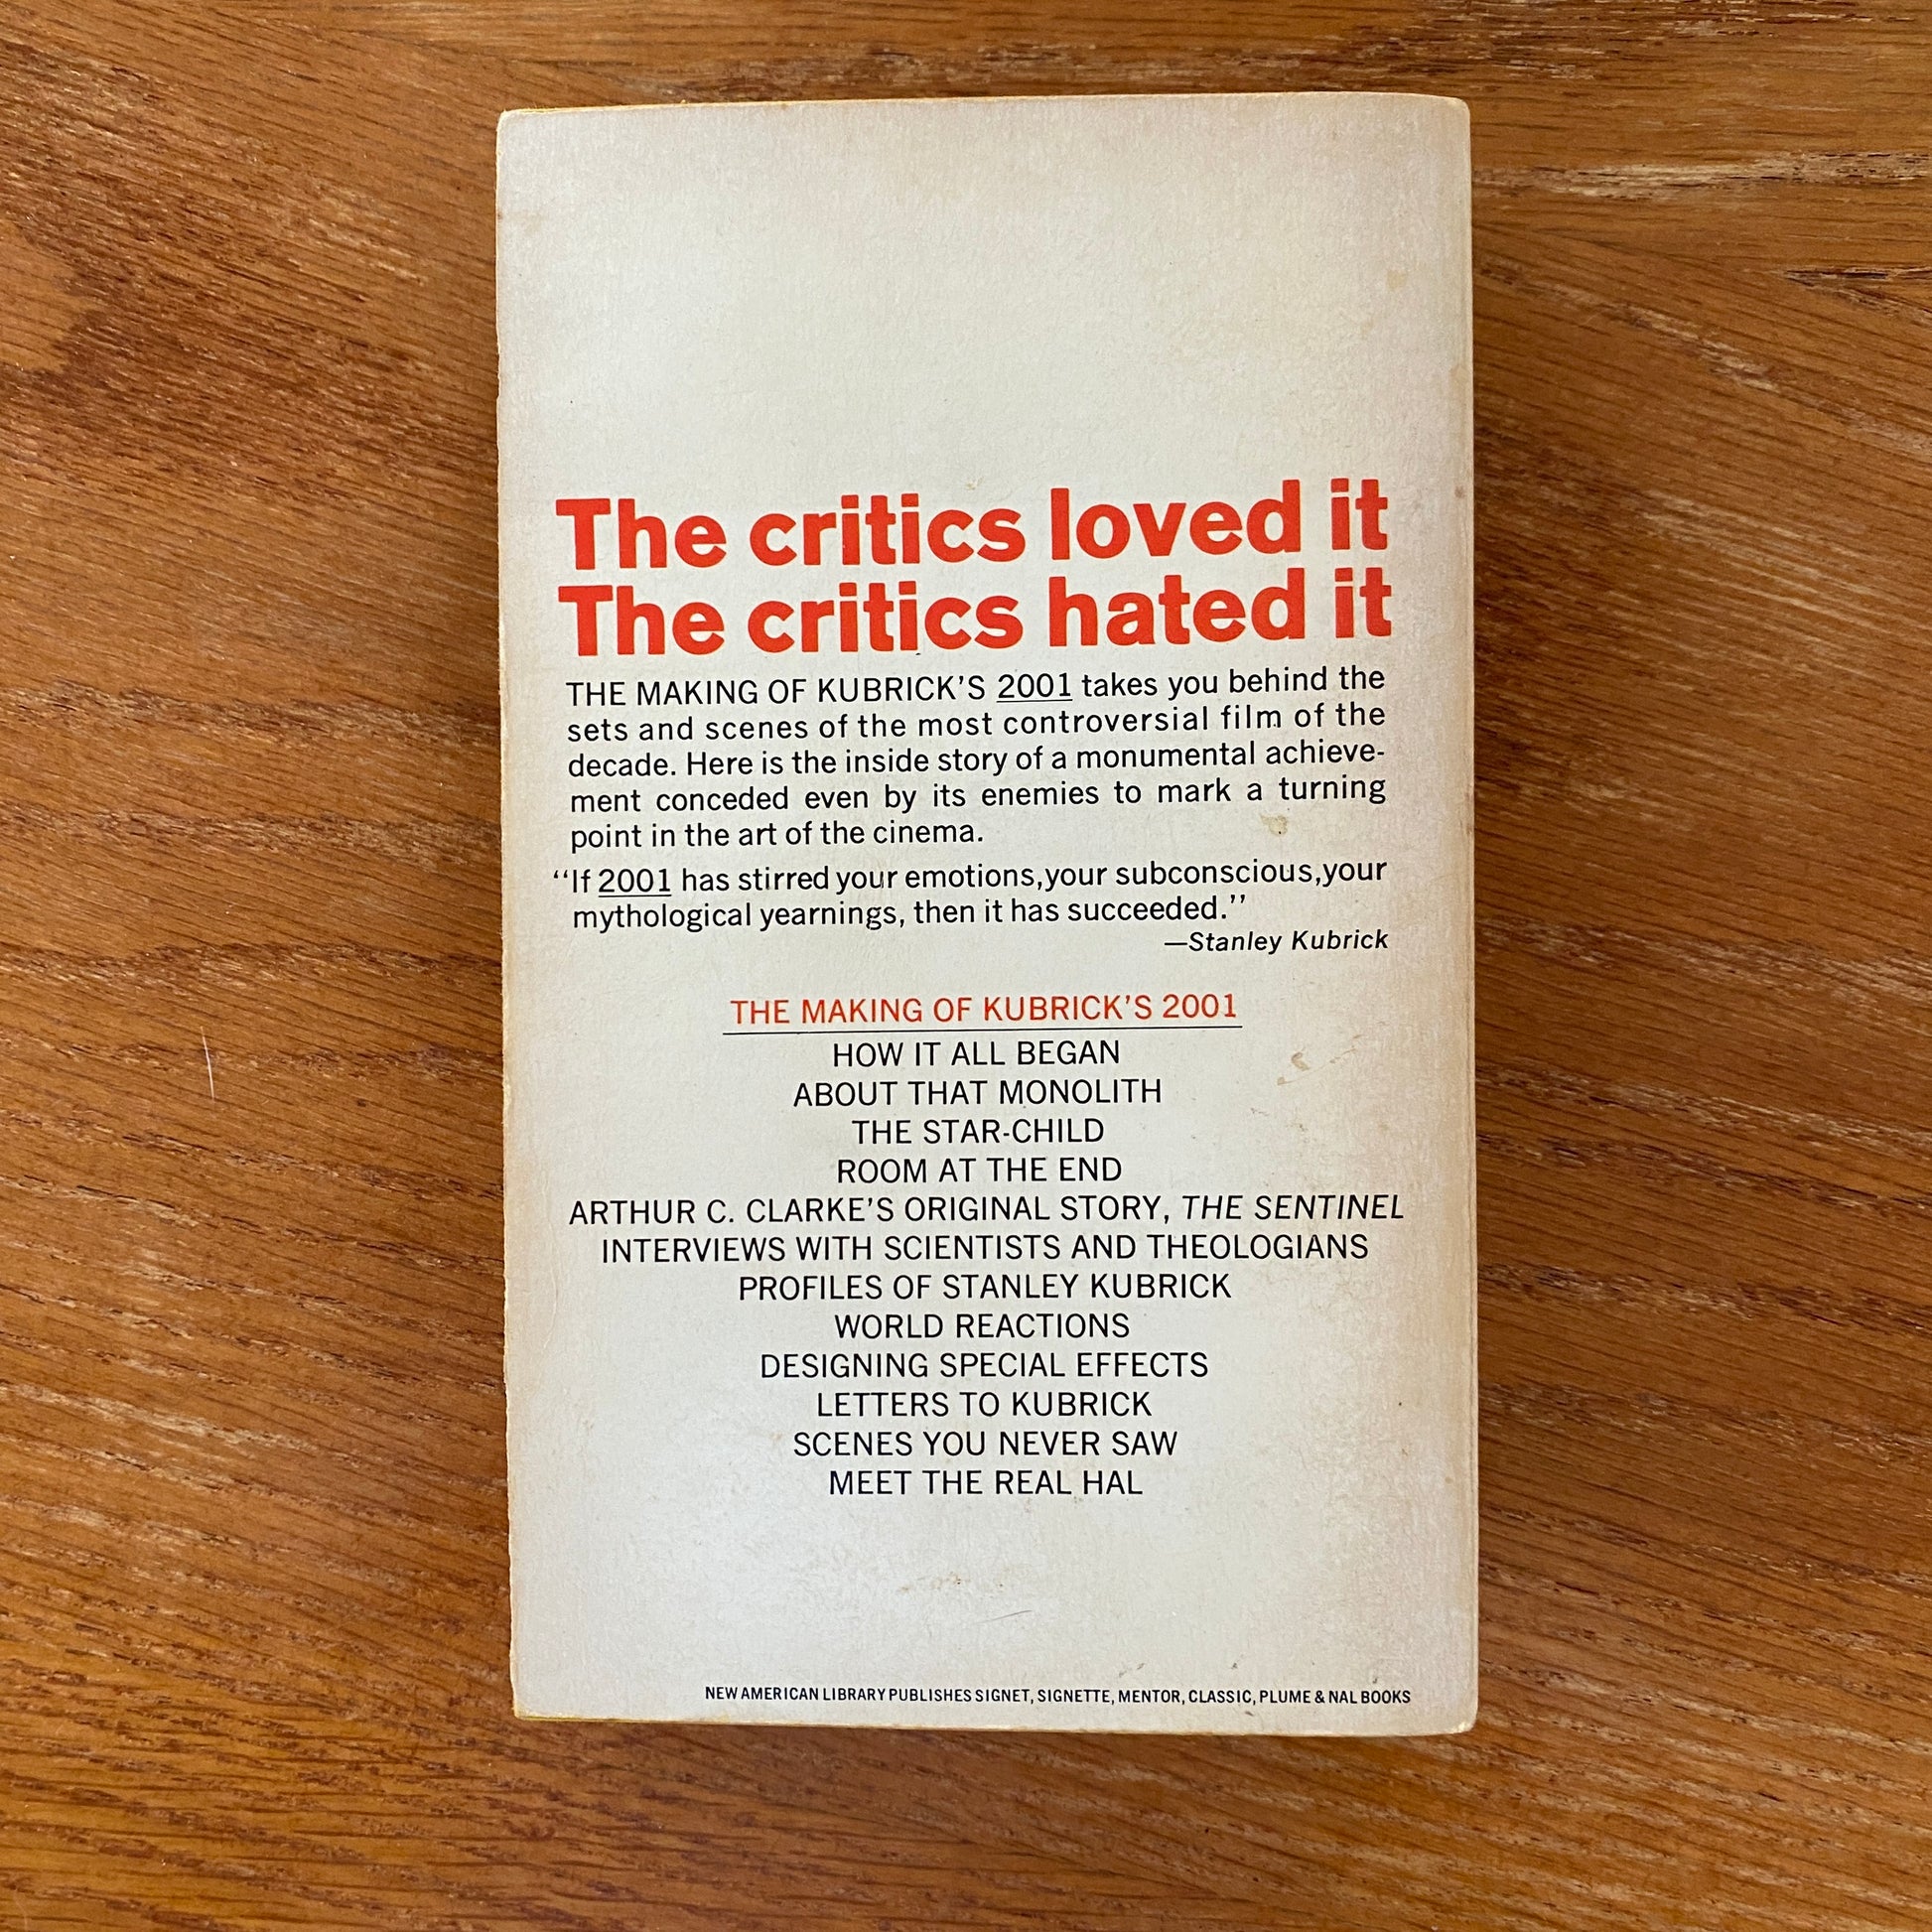 The critics loved it
The critics hated it
THE MAKING OF KUBRICK'S 2001 takes you behind the
sets and scenes of the most controversial film of the
decade. Here is the inside story of a monumental achieve-
ment conceded even by its enemies to mark a turning
point in the art of the cinema.
“If 2001 has stirred your emotions,your subconscious,your
mythological yearnings, then it has succeeded.”
—Stanley Kubrick
THE MAKING OF KUBRICK'S 2001
HOW IT ALL BEGAN
ABOUT THAT MONOLITH
THE STAR-CHILD
ROOM AT THE END
ARTHUR C. CLARKE'S ORIGINAL STORY, THE SENTINEL
INTERVIEWS WITH SCIENTISTS AND THEOLOGIANS
PROFILES OF STANLEY KUBRICK
WORLD REACTIONS
DESIGNING SPECIAL EFFECTS
LETTERS TO KUBRICK
SCENES YOU NEVER SAW
MEET THE REAL HAL
NEW AMERICAN LIBRARY PUBLISHES SIGNET, SIGNETTE, MENTOR, CLASSIC, PLUME & NAL BOOKS